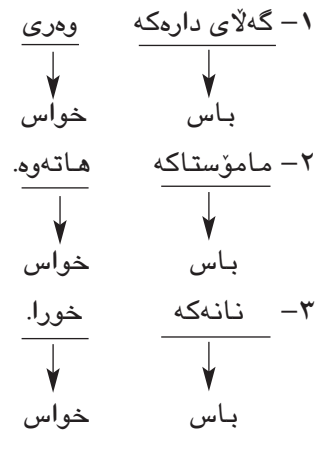 ١– گەڵای دارەکە وەری
باس خواس
٢– مامۆستاکە هاتەوە.
باس خواس
٣– نانەکە خورا.
باس خواس